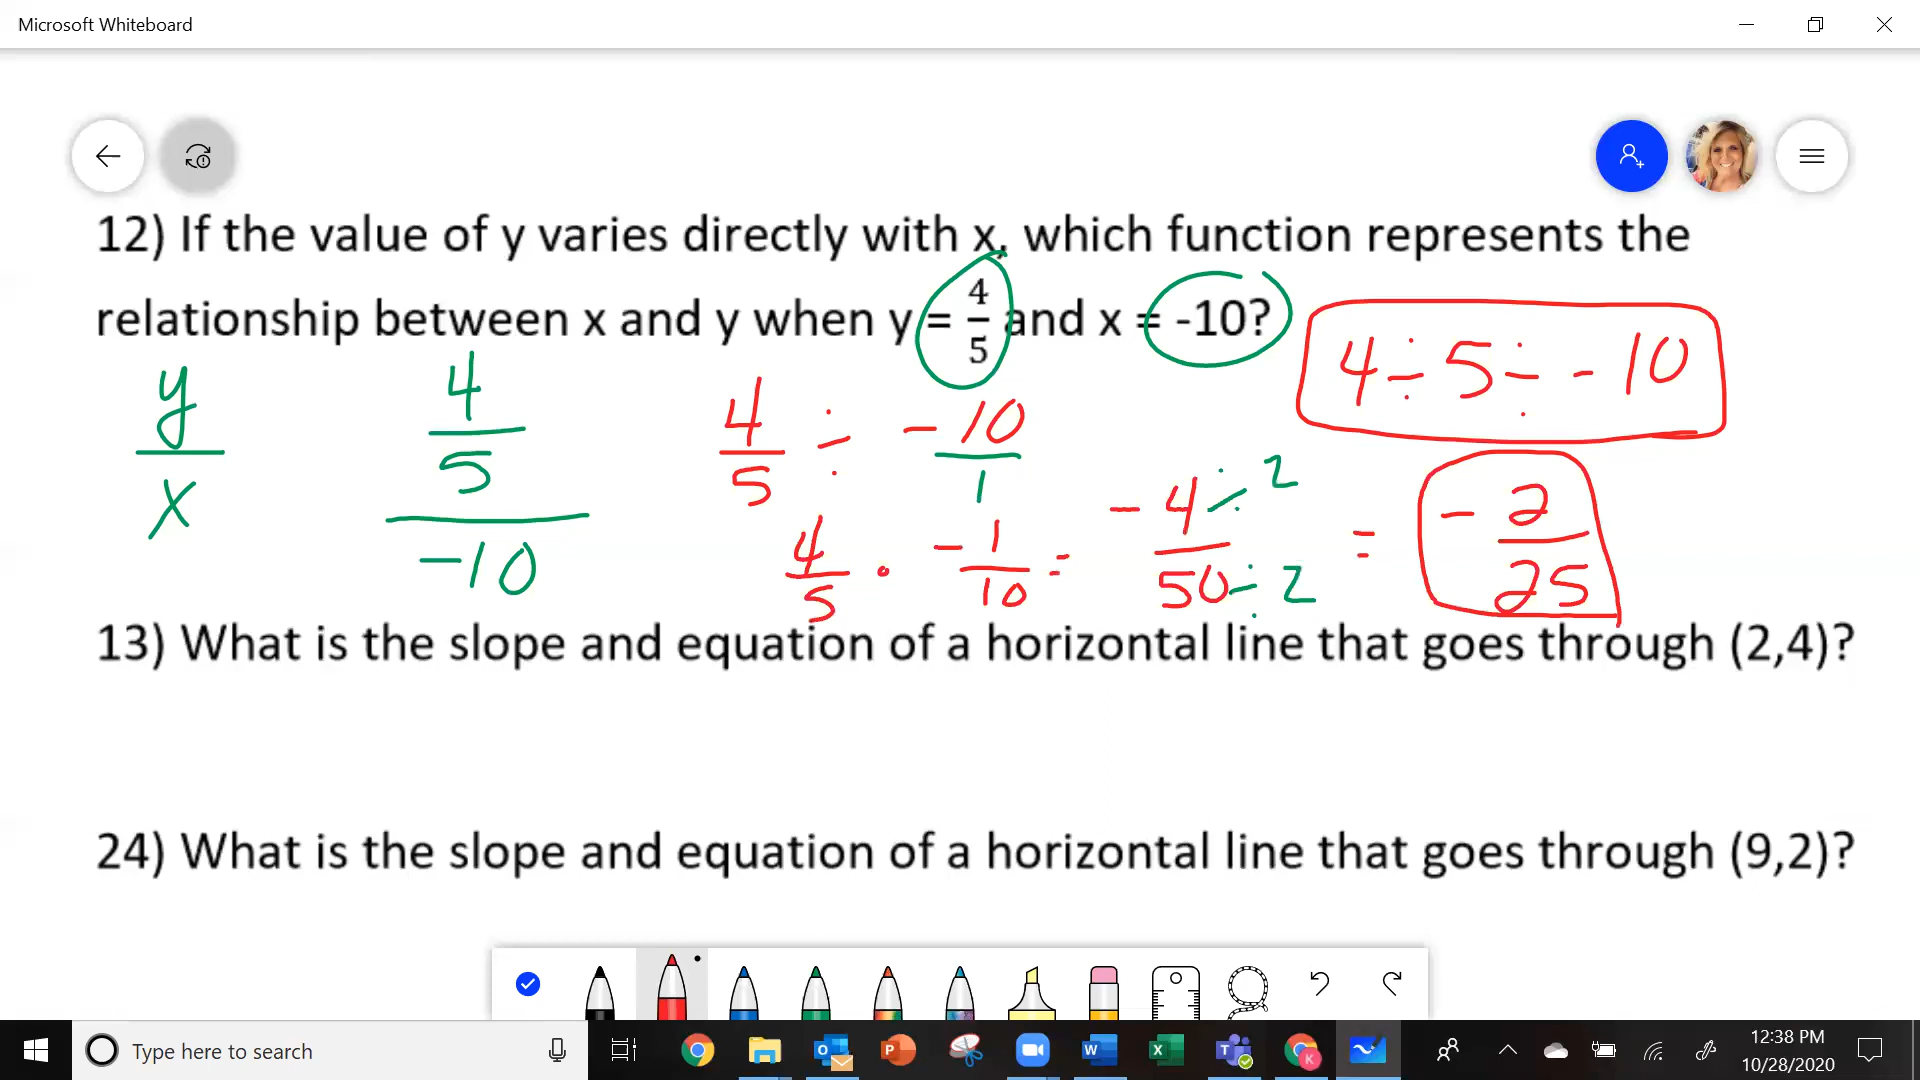 Microsoft Whiteboard
12) If the value of y varies directly with x, which function represents the
relationship between x and y when y = 4/5 and x = -10?
4 ÷ 5 ÷ -10
y/x
4/5
-10
4/5 ÷ -10/1
4/5 · -1/10 = -4 ÷ 2 / 50 ÷ 2 = -2/25
13) What is the slope and equation of a horizontal line that goes through (2,4)?
24) What is the slope and equation of a horizontal line that goes through (9,2)?
Type here to search
12:38 PM
10/28/2020